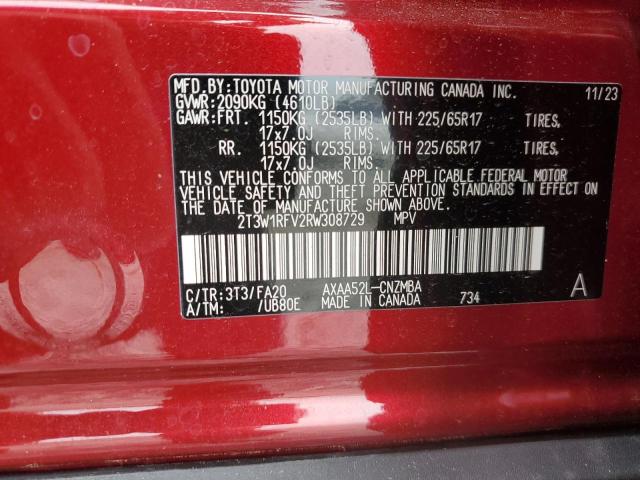 MFD.BY:TOYOTA MOTOR MANUFACTURING CANADA INC. 11/23
GVWR:2090KG (4610LB)
GAWR:FRT. 1150KG (2535LB) WITH 225/65R17 TIRES,
17x7.0J RIMS.
RR. 1150KG (2535LB) WITH 225/65R17 TIRES,
17x7.0J RIMS.
THIS VEHICLE CONFORMS TO ALL APPLICABLE FEDERAL MOTOR
VEHICLE SAFETY AND THEFT PREVENTION STANDARDS IN EFFECT ON
THE DATE OF MANUFACTURE SHOWN ABOVE.
2T3W1RFV2RW308729 MPV
C/TR:3T3/FA20 AXAA52L-CNZMBA A
A/TM: /UB80E MADE IN CANADA 734